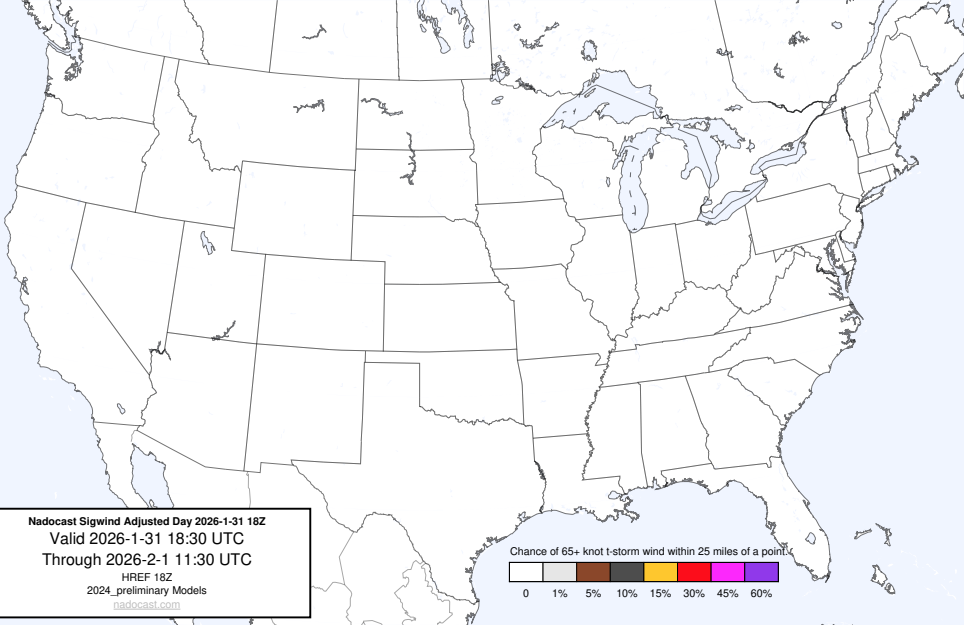 Nadocast Sigwind Adjusted Day 2026-1-31 18Z
Valid 2026-1-31 18:30 UTC
Through 2026-2-1 11:30 UTC
HREF 18Z
2024_preliminary Models
nadocast.com
Chance of 65+ knot t-storm wind within 25 miles of a point.
0 1% 5% 10% 15% 30% 45% 60%